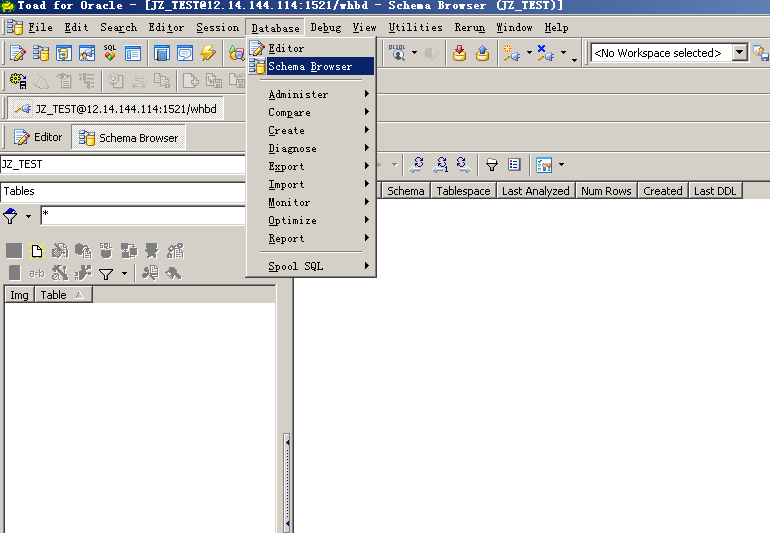 Toad for Oracle - [JZ_TEST@12.14.144.114:1521/whbd - Schema Browser (JZ_TEST)]
File Edit Search Editor Session Database Debug View Utilities Rerun Window Help
Editor
SQL
PLSQL
<No Workspace selected>
Schema Browser
Administer
JZ_TEST@12.14.144.114:1521/whbd
Compare
Create
Editor Schema Browser
Diagnose
JZ_TEST
Export
Import
Tables
Schema Tablespace Last Analyzed Num Rows Created Last DDL
Monitor
*
Optimize
Report
SQL
Spool SQL
a=b
Img Table